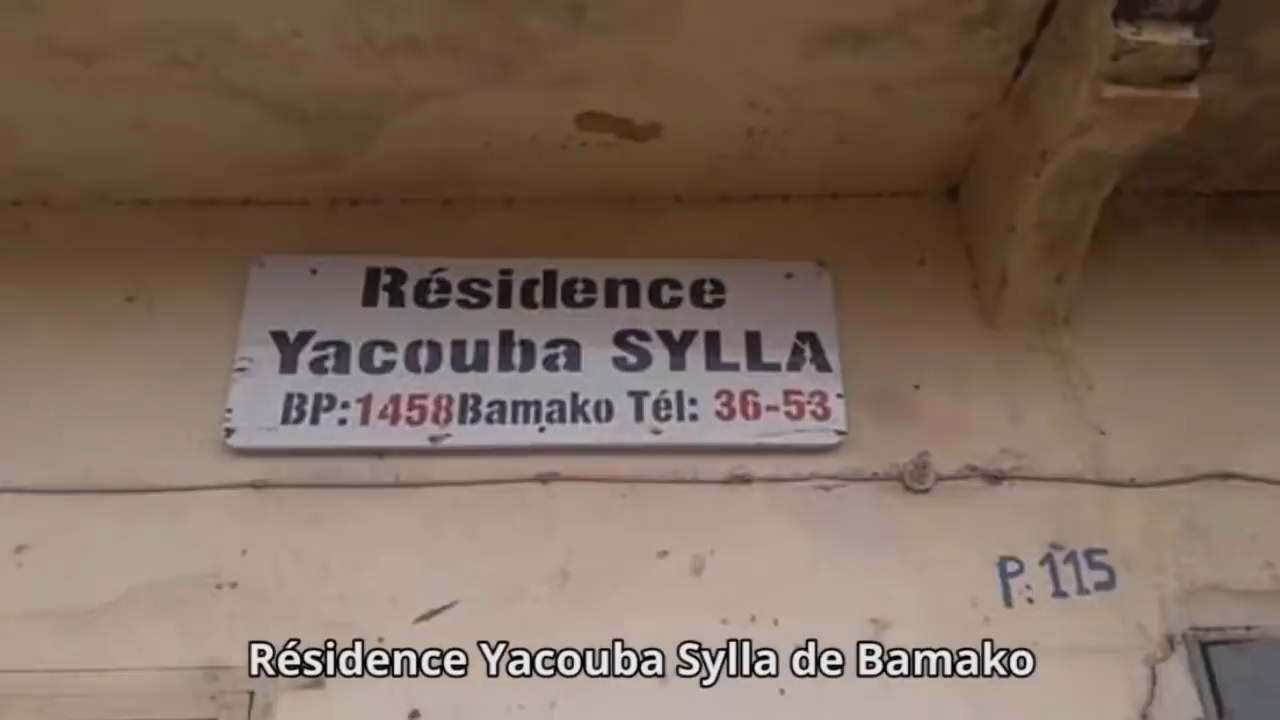 Résidence
Yacouba SYLLA
BP:1458Bamako Tél: 36-53
P: 115
Résidence Yacouba Sylla de Bamako